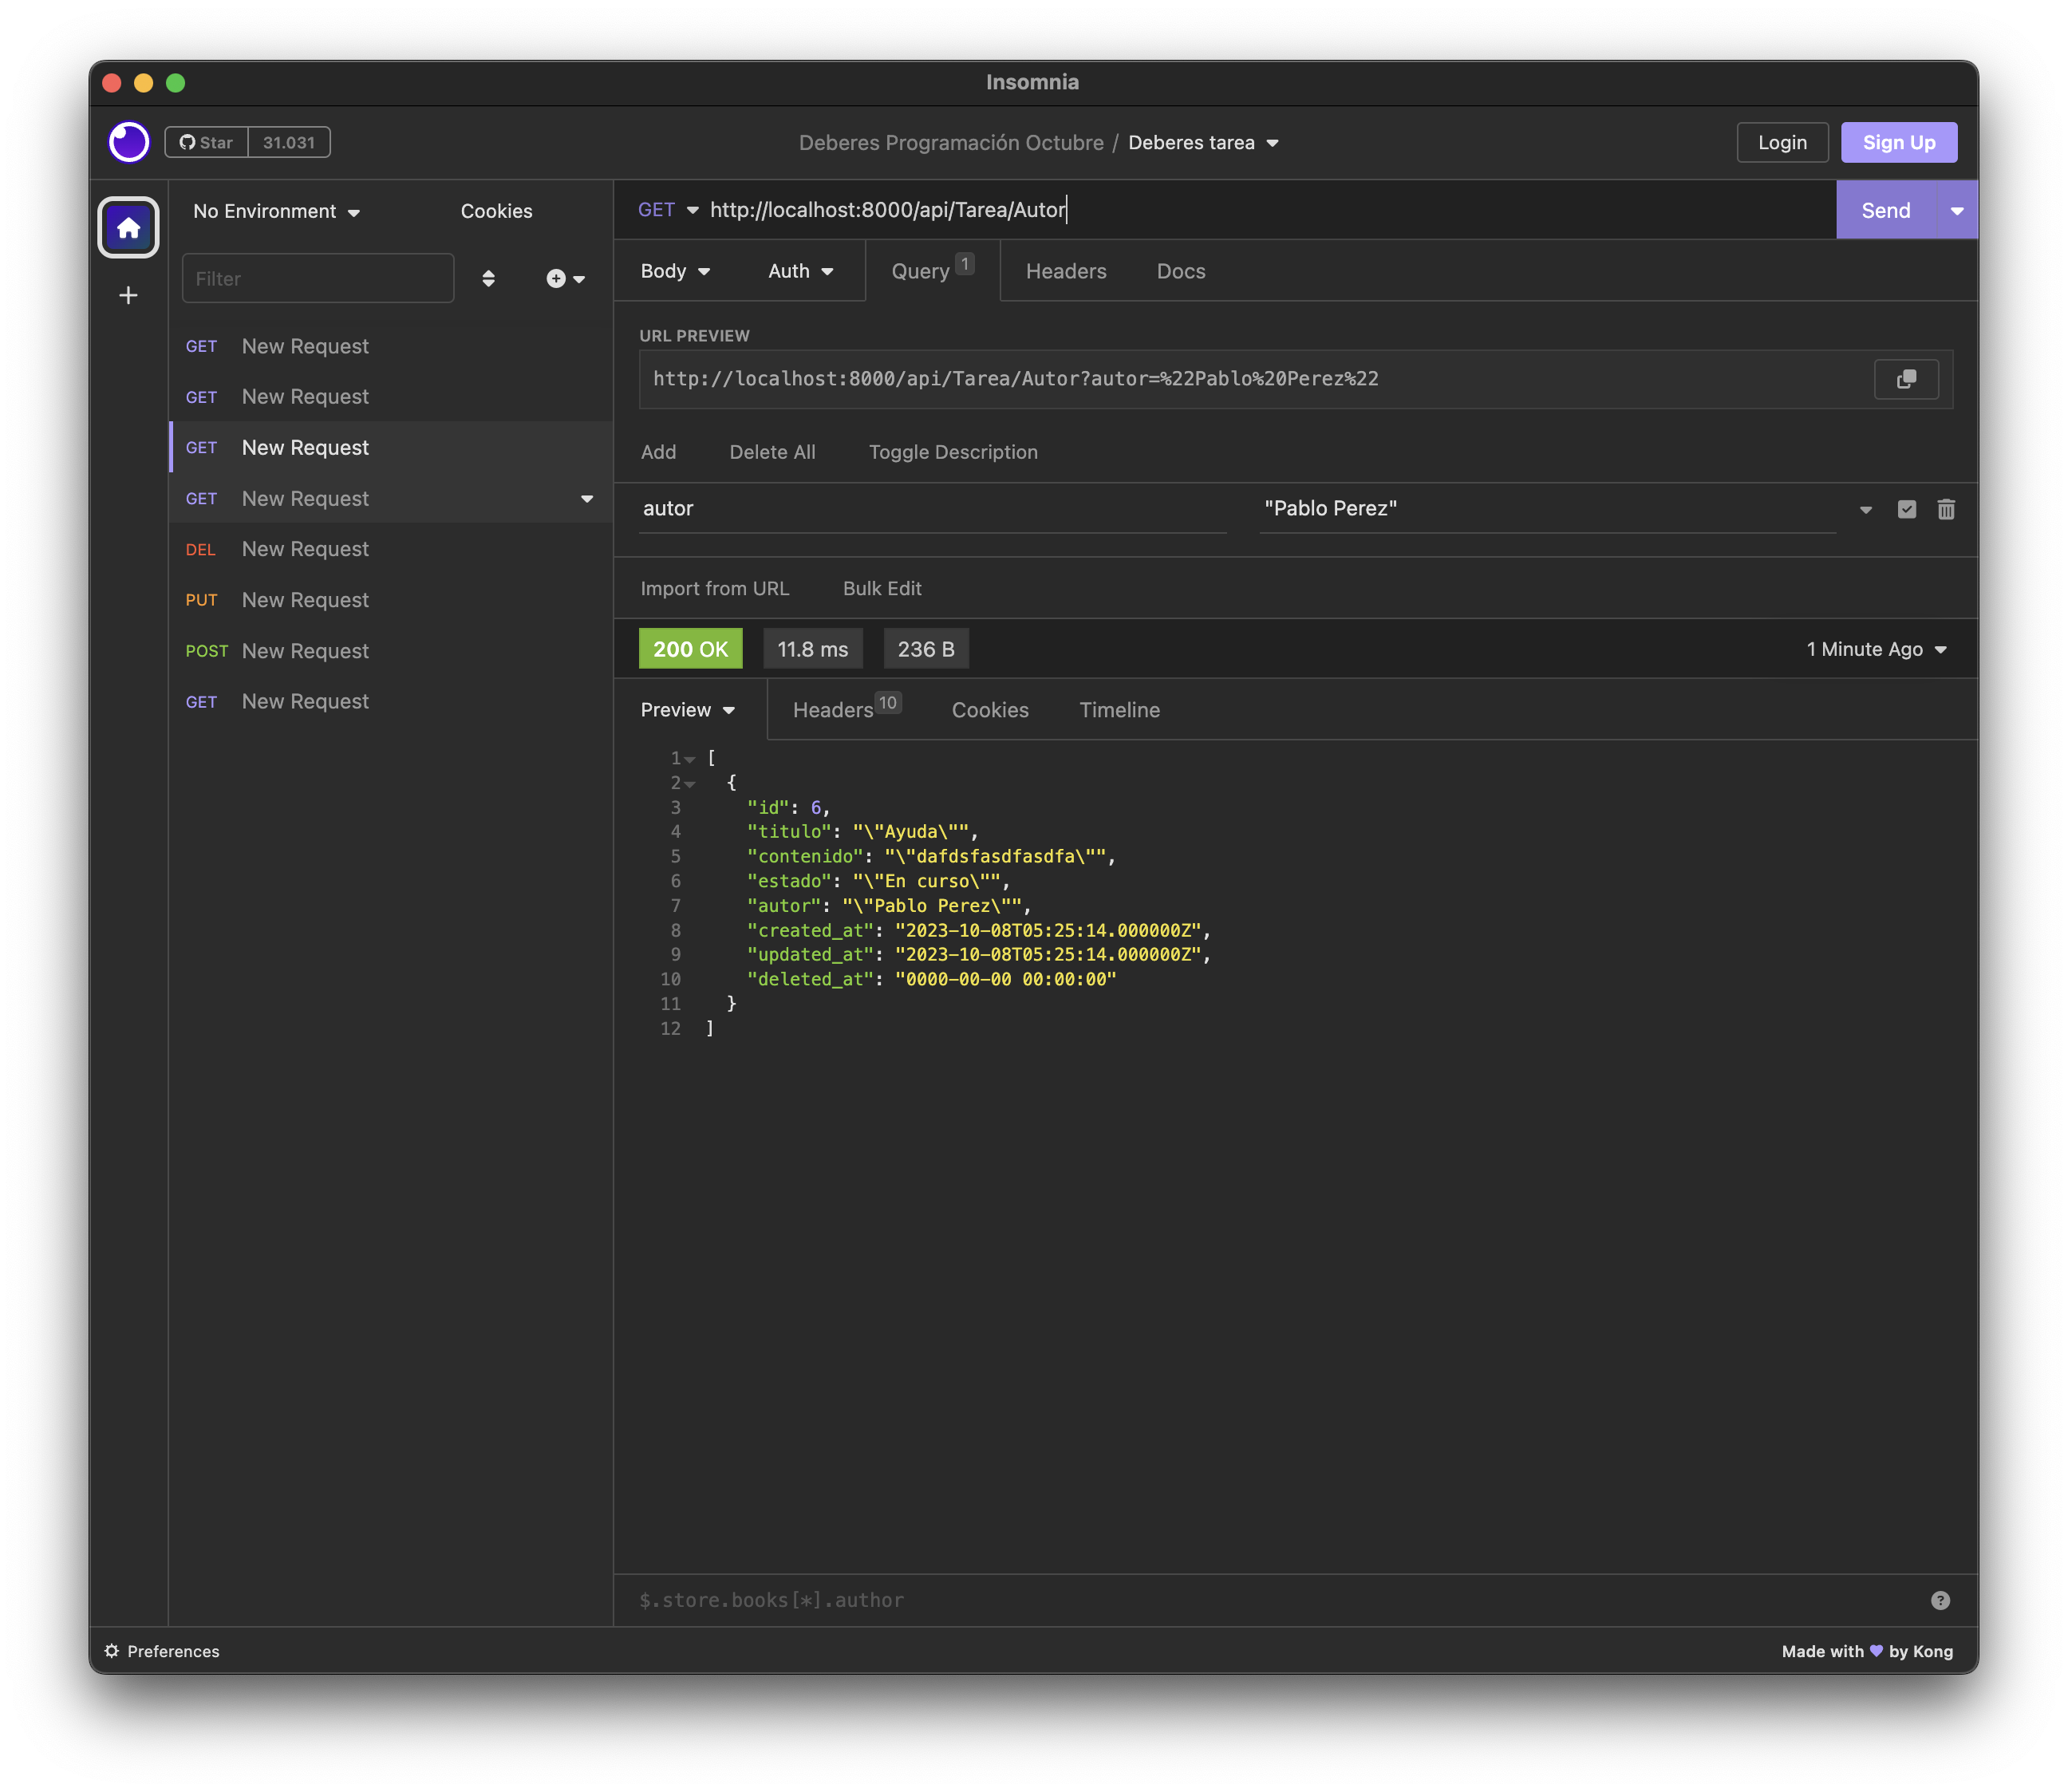 Insomnia
Star 31.031
Deberes Programación Octubre / Deberes tarea
Login
Sign Up
No Environment
Cookies
Filter
GET New Request
GET New Request
GET New Request
GET New Request
DEL New Request
PUT New Request
POST New Request
GET New Request
GET http://localhost:8000/api/Tarea/Autor
Send
Body
Auth
Query 1
Headers
Docs
URL PREVIEW
http://localhost:8000/api/Tarea/Autor?autor=%22Pablo%20Perez%22
Add
Delete All
Toggle Description
autor
"Pablo Perez"
Import from URL
Bulk Edit
200 OK
11.8 ms
236 B
1 Minute Ago
Preview
Headers 10
Cookies
Timeline
1 [
2 {
3 "id": 6,
4 "titulo": "\"Ayuda\"",
5 "contenido": "\"dafdsfasdfasdfa\"",
6 "estado": "\"En curso\"",
7 "autor": "\"Pablo Perez\"",
8 "created_at": "2023-10-08T05:25:14.000000Z",
9 "updated_at": "2023-10-08T05:25:14.000000Z",
10 "deleted_at": "0000-00-00 00:00:00"
11 }
12 ]
$.store.books[*].author
?
Preferences
Made with 💜 by Kong